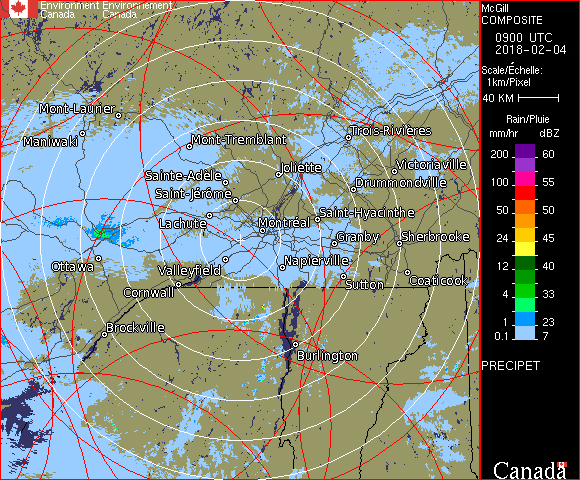 Environment Environnement
Canada Canada
McGill
COMPOSITE
0900 UTC
2018-02-04
Scale/Échelle:
1km/Pixel
40 KM
Rain/Pluie
mm/hr dBZ
200 60
100 55
50 50
24 45
12 40
4 33
1 23
0.1 7
PRECIPET
Canada
Mont-Laurier
Maniwaki
Mont-Tremblant
Trois-Rivières
Sainte-Adèle
Joliette
Victoriaville
Drummondville
Saint-Jérôme
Saint-Hyacinthe
Lachute
Montréal
Granby
Sherbrooke
Ottawa
Valleyfield
Napierville
Cornwall
Sutton
Coaticook
Brockville
Burlington